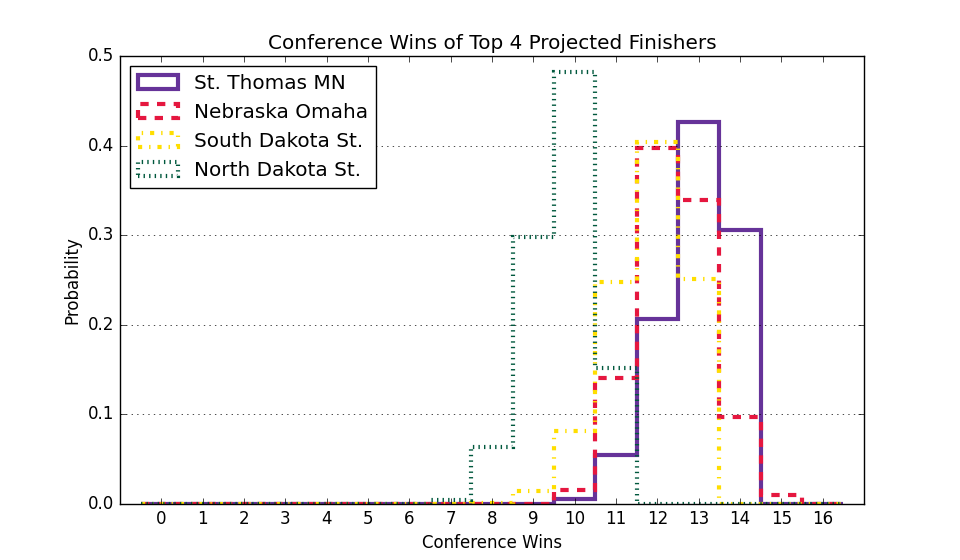 Conference Wins of Top 4 Projected Finishers
St. Thomas MN
Nebraska Omaha
South Dakota St.
North Dakota St.
0.5
0.4
0.3
0.2
0.1
0.0
Probability
0 1 2 3 4 5 6 7 8 9 10 11 12 13 14 15 16
Conference Wins